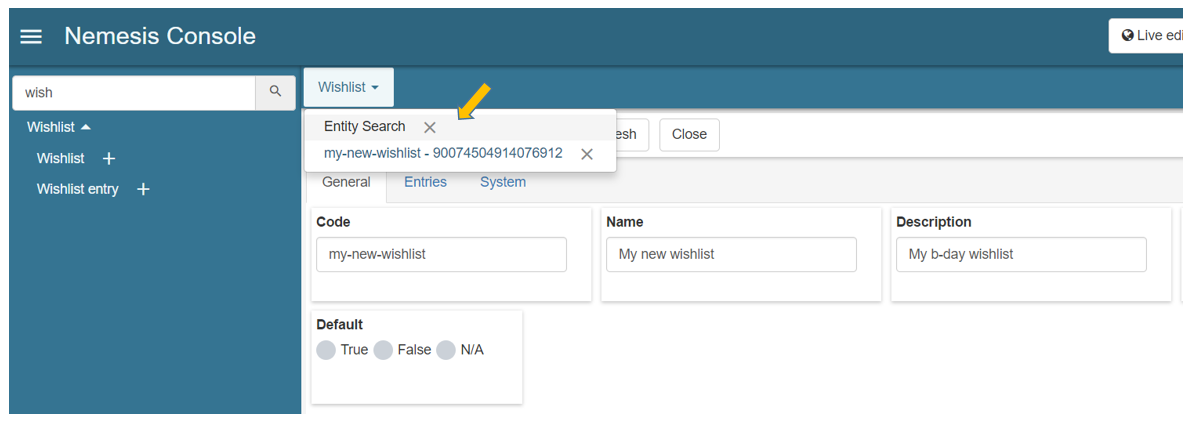 Nemesis Console
Live edi
wish
Wishlist
Wishlist
Entity Search
esh
Close
Wishlist
my-new-wishlist - 90074504914076912
Wishlist entry
General
Entries
System
Code
Name
Description
my-new-wishlist
My new wishlist
My b-day wishlist
Default
True
False
N/A